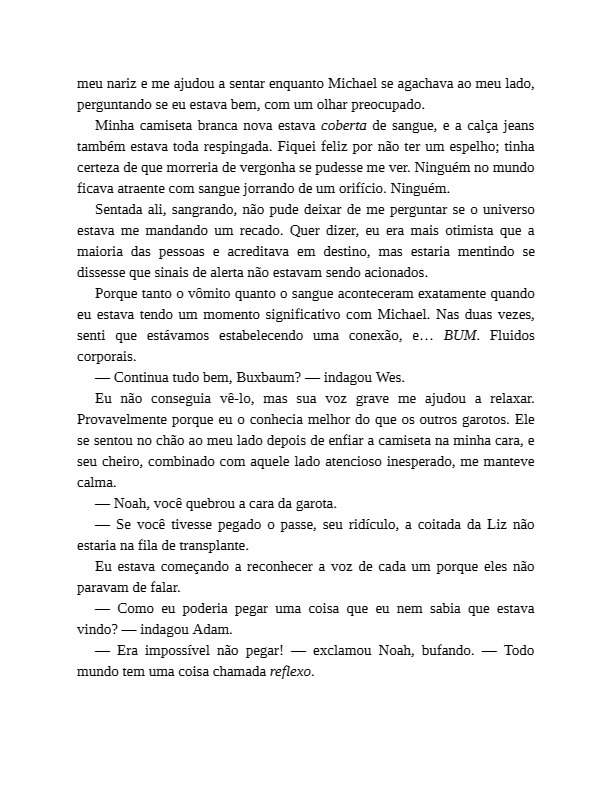 meu nariz e me ajudou a sentar enquanto Michael se agachava ao meu lado,
perguntando se eu estava bem, com um olhar preocupado.
Minha camiseta branca nova estava coberta de sangue, e a calça jeans
também estava toda respingada. Fiquei feliz por não ter um espelho; tinha
certeza de que morreria de vergonha se pudesse me ver. Ninguém no mundo
ficava atraente com sangue jorrando de um orifício. Ninguém.
Sentada ali, sangrando, não pude deixar de me perguntar se o universo
estava me mandando um recado. Quer dizer, eu era mais otimista que a
maioria das pessoas e acreditava em destino, mas estaria mentindo se
dissesse que sinais de alerta não estavam sendo acionados.
Porque tanto o vômito quanto o sangue aconteceram exatamente quando
eu estava tendo um momento significativo com Michael. Nas duas vezes,
senti que estávamos estabelecendo uma conexão, e… BUM. Fluidos
corporais.
— Continua tudo bem, Buxbaum? — indagou Wes.
Eu não conseguia vê-lo, mas sua voz grave me ajudou a relaxar.
Provavelmente porque eu o conhecia melhor do que os outros garotos. Ele
se sentou no chão ao meu lado depois de enfiar a camiseta na minha cara, e
seu cheiro, combinado com aquele lado atencioso inesperado, me manteve
calma.
— Noah, você quebrou a cara da garota.
— Se você tivesse pegado o passe, seu ridículo, a coitada da Liz não
estaria na fila de transplante.
Eu estava começando a reconhecer a voz de cada um porque eles não
paravam de falar.
— Como eu poderia pegar uma coisa que eu nem sabia que estava
vindo? — indagou Adam.
— Era impossível não pegar! — exclamou Noah, bufando. — Todo
mundo tem uma coisa chamada reflexo.